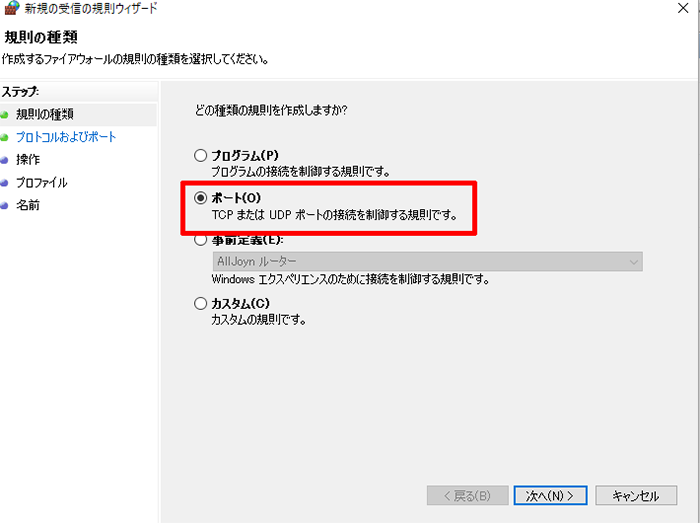 新規の受信の規則ウィザード
規則の種類
作成するファイアウォールの規則の種類を選択してください。
ステップ:
規則の種類
プロトコルおよびポート
操作
プロファイル
名前
どの種類の規則を作成しますか?
プログラム(P)
プログラムの接続を制御する規則です。
ポート(O)
TCP または UDP ポートの接続を制御する規則です。
事前定義(E):
AllJoyn ルーター
Windows エクスペリエンスのために接続を制御する規則です。
カスタム(C)
カスタムの規則です。
< 戻る(B)
次へ(N) >
キャンセル